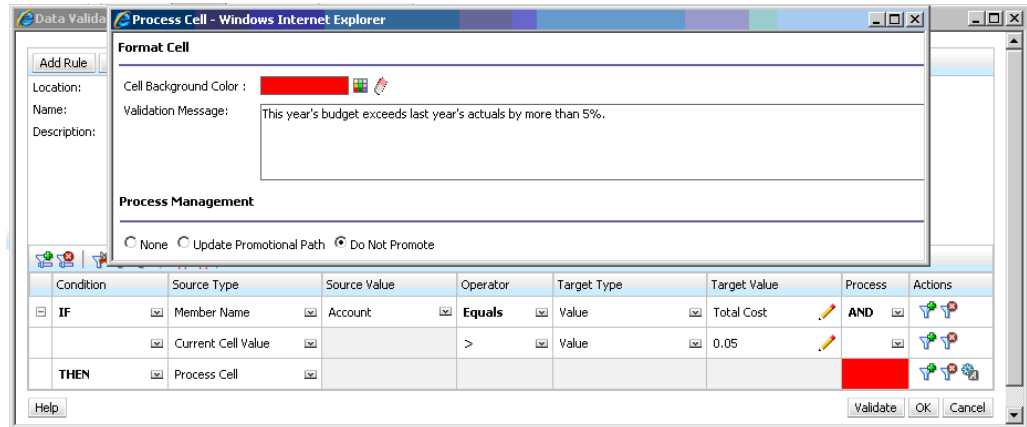 Data Valida
Process Cell - Windows Internet Explorer
Format Cell
Add Rule
Location:
Cell Background Color :
Name:
Validation Message:
This year's budget exceeds last year's actuals by more than 5%.
Description:
Process Management
None Update Promotional Path Do Not Promote
Condition Source Type Source Value Operator Target Type Target Value Process Actions
IF Member Name Account Equals Value Total Cost AND
Current Cell Value > Value 0.05
THEN Process Cell
Help Validate OK Cancel